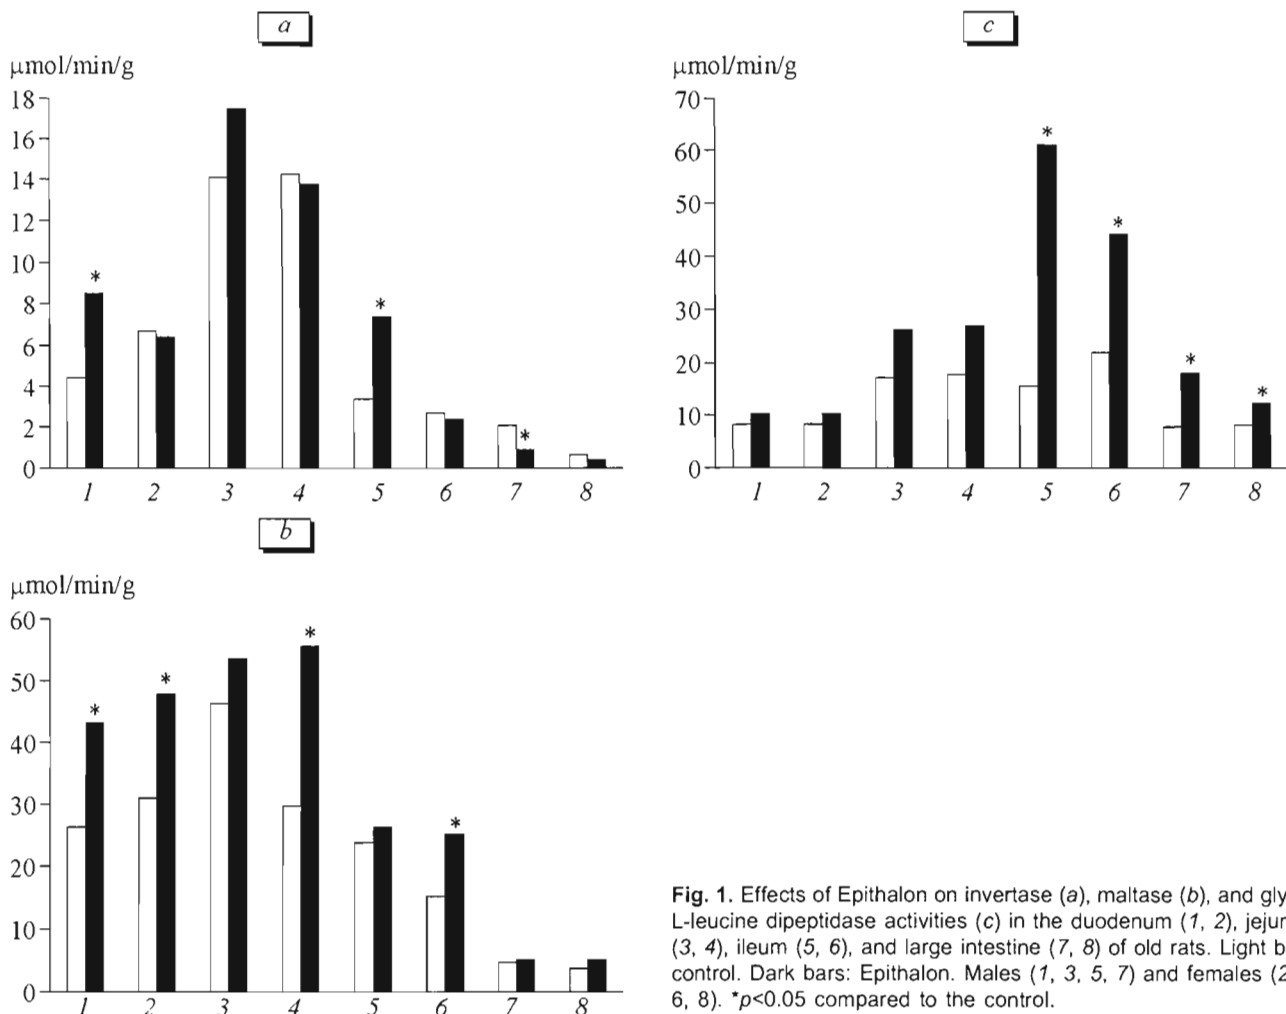 a
μmol/min/g
18
16
14
12
10
8
6
4
2
0
*
*
*
1 2 3 4 5 6 7 8
b
μmol/min/g
60
50
40
30
20
10
0
*
*
*
*
1 2 3 4 5 6 7 8
c
μmol/min/g
70
60
50
40
30
20
10
0
*
*
*
*
1 2 3 4 5 6 7 8
Fig. 1. Effects of Epithalon on invertase (a), maltase (b), and gly
L-leucine dipeptidase activities (c) in the duodenum (1, 2), jejur
(3, 4), ileum (5, 6), and large intestine (7, 8) of old rats. Light b
control. Dark bars: Epithalon. Males (1, 3, 5, 7) and females (2
6, 8). *p<0.05 compared to the control.